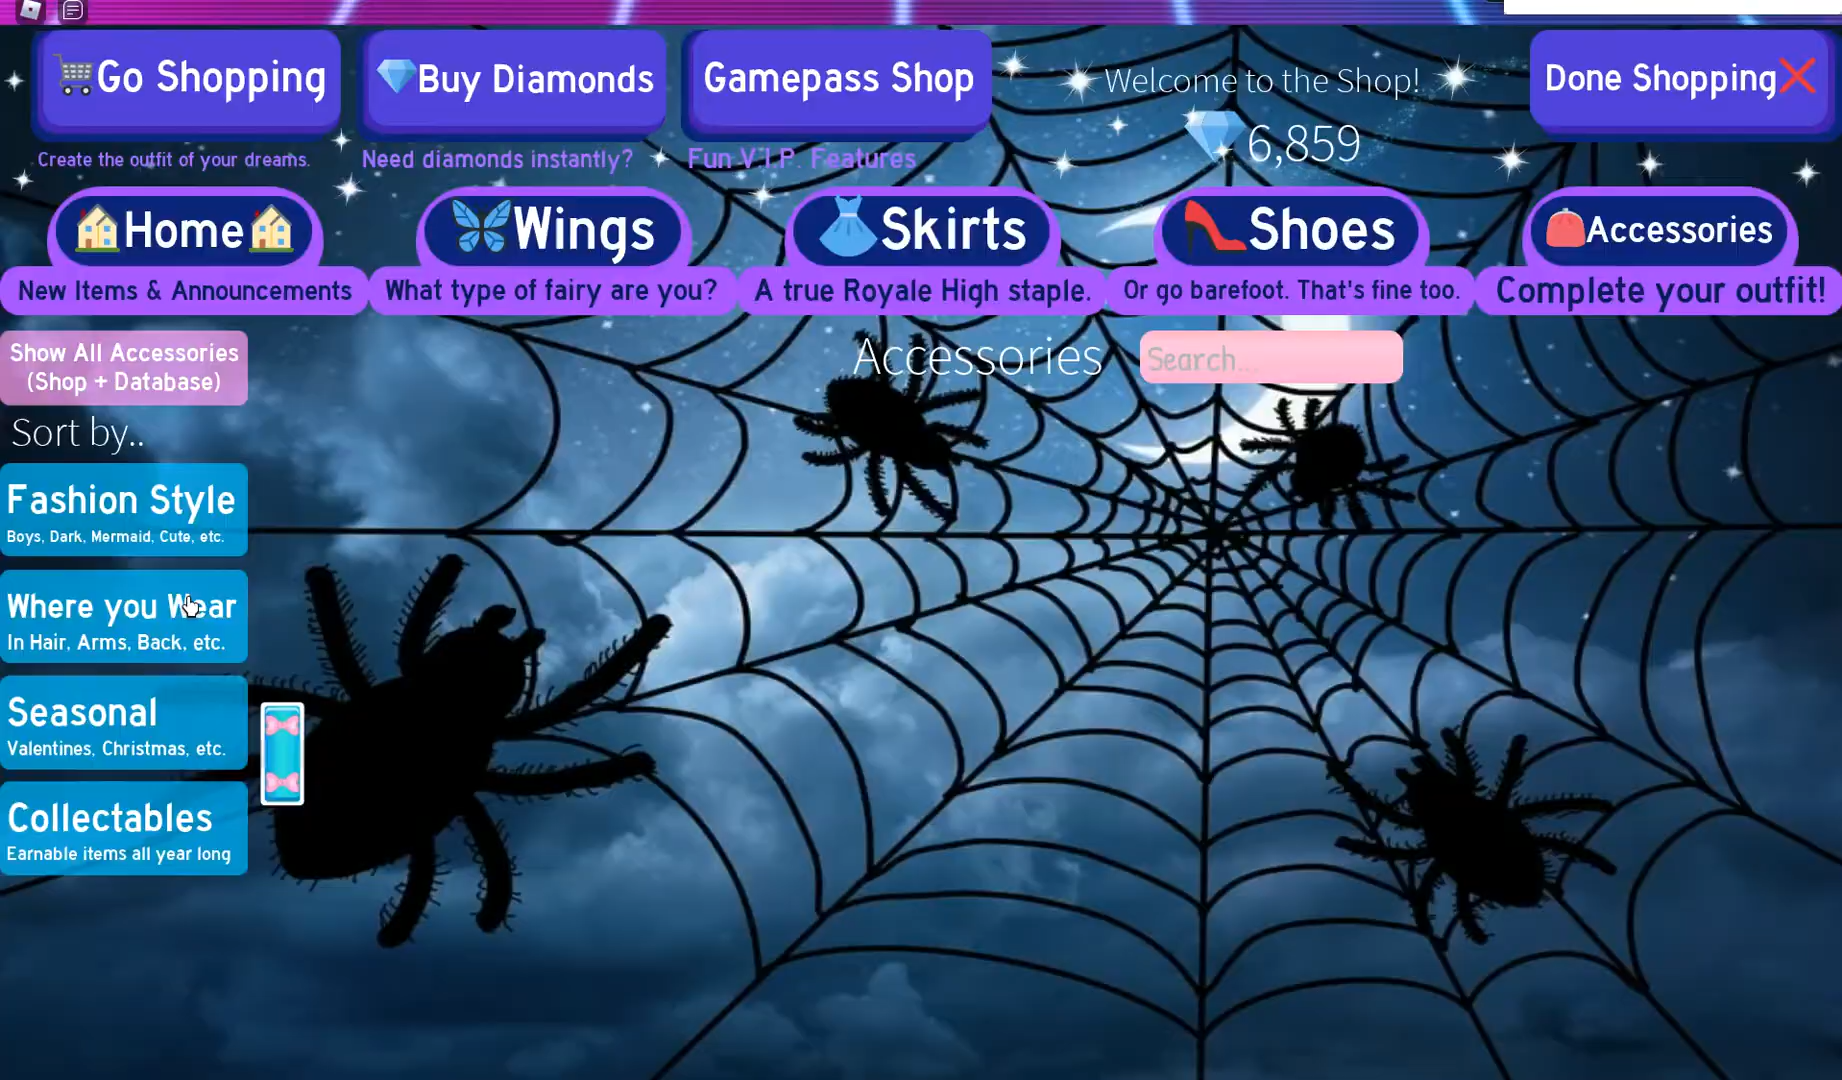 Go Shopping
Buy Diamonds
Gamepass Shop
Welcome to the Shop!
6,859
Done Shopping
Create the outfit of your dreams.
Need diamonds instantly?
Fun V.I.P. Features
Home
Wings
Skirts
Shoes
Accessories
New Items & Announcements
What type of fairy are you?
A true Royale High staple.
Or go barefoot. That's fine too.
Complete your outfit!
Show All Accessories
(Shop + Database)
Accessories
Search...
Sort by..
Fashion Style
Boys, Dark, Mermaid, Cute, etc.
Where you Wear
In Hair, Arms, Back, etc.
Seasonal
Valentines, Christmas, etc.
Collectables
Earnable items all year long